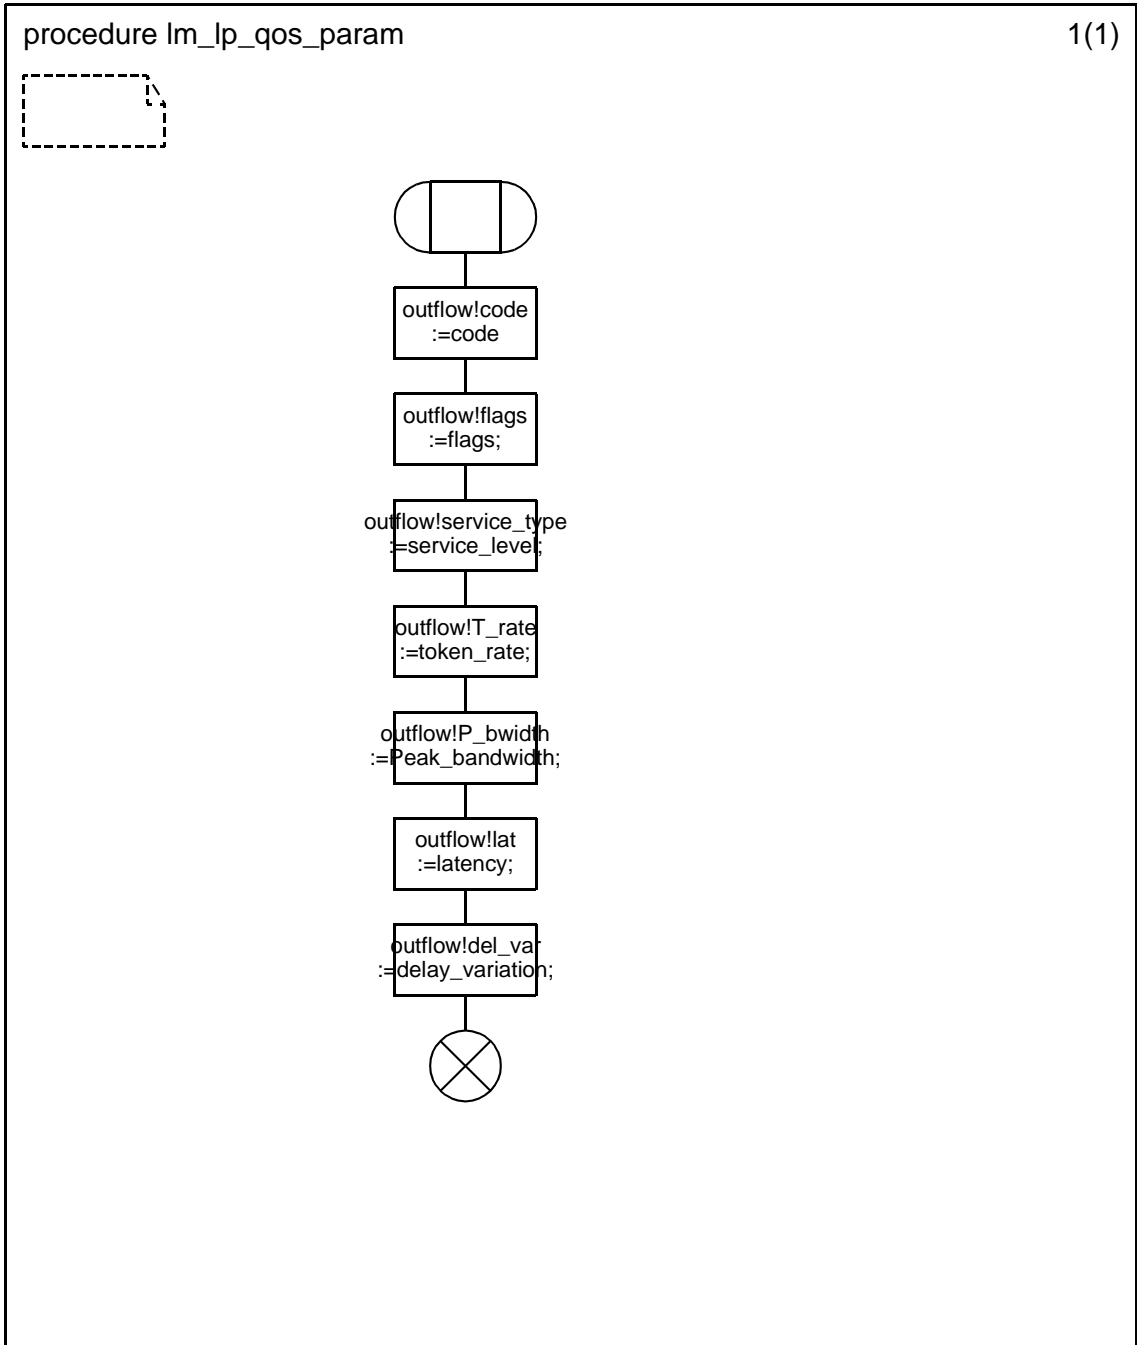 procedure lm_lp_qos_param
1(1)
outflow!code
:=code
outflow!flags
:=flags;
outflow!service_type
:=service_level;
outflow!T_rate
:=token_rate;
outflow!P_bwidth
:=Peak_bandwidth;
outflow!lat
:=latency;
outflow!del_var
:=delay_variation;